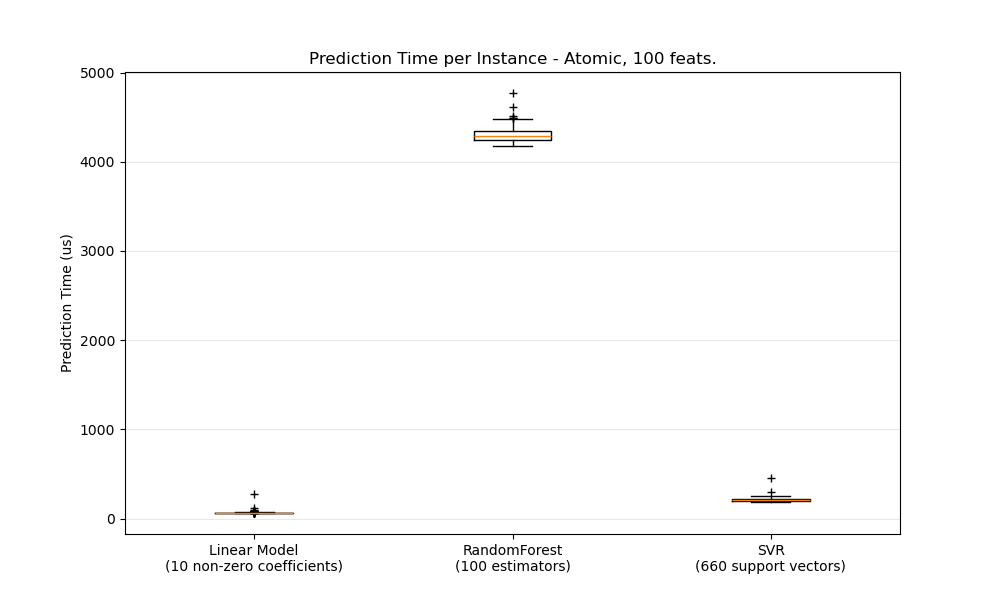 Prediction Time per Instance - Atomic, 100 feats.
Prediction Time (us)
5000
4000
3000
2000
1000
0
Linear Model
(10 non-zero coefficients)
RandomForest
(100 estimators)
SVR
(660 support vectors)